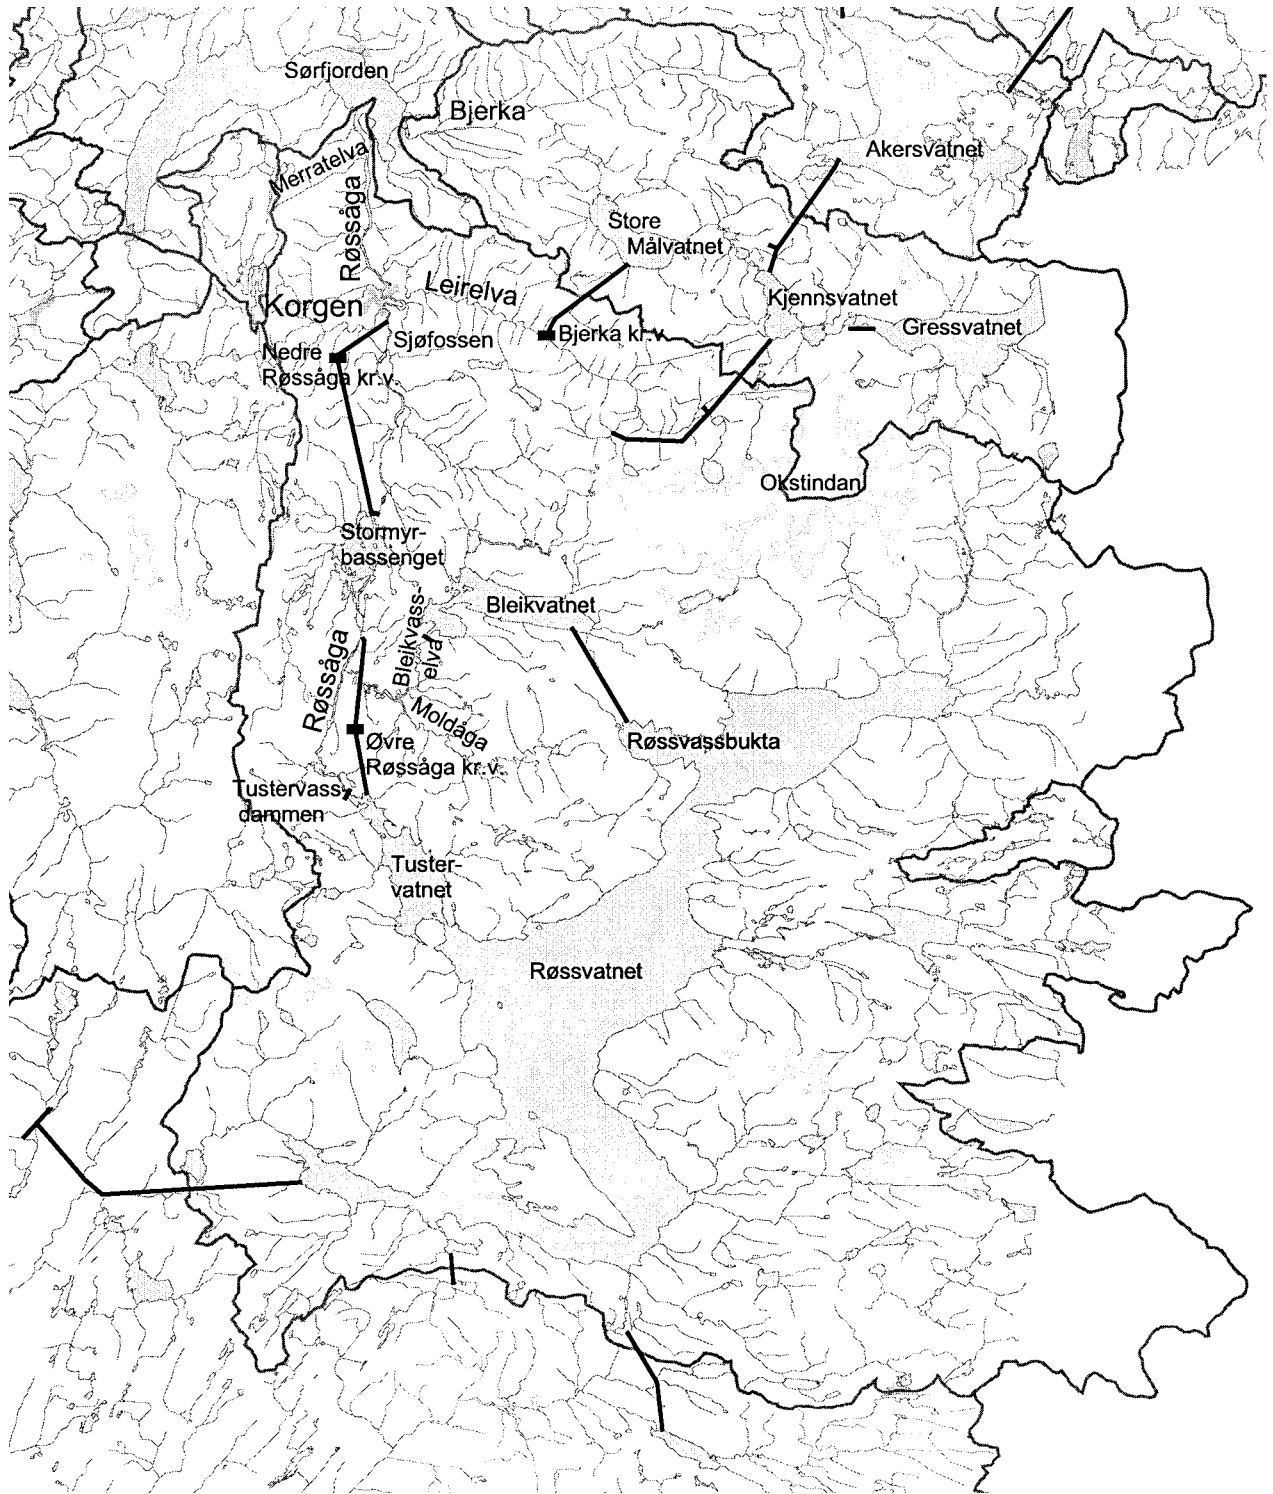 Sørfjorden
Bjerka
Akersvatnet
Merratelva
Røssåga
Store
Målvatnet
Leirelva
Kjennsvatnet
Korgen
Gressvatnet
Sjøfossen
Bjerka kr.v.
Nedre
Røssåga kr.v.
Okstindan
Stormyr-
bassenget
Bleikvatnet
Bleikvass-
elva
Røssåga
Moldåga
Øvre
Røssåga kr.v.
Røssvassbukta
Tustervass-
dammen
Tuster-
vatnet
Røssvatnet